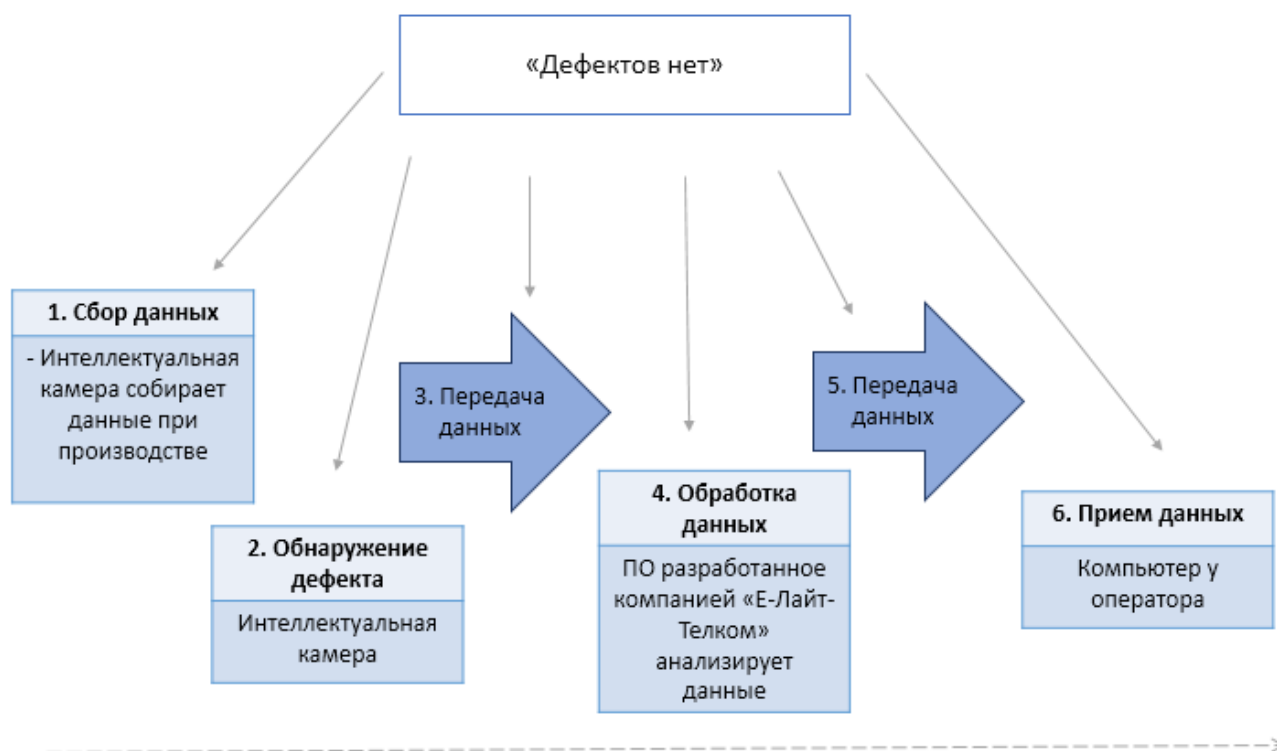 «Дефектов нет»
1. Сбор данных
- Интеллектуальная
камера собирает
данные при
производстве
2. Обнаружение
дефекта
Интеллектуальная
камера
3. Передача
данных
4. Обработка
данных
ПО разработанное
компанией «Е-Лайт-
Телком»
анализирует
данные
5. Передача
данных
6. Прием данных
Компьютер у
оператора